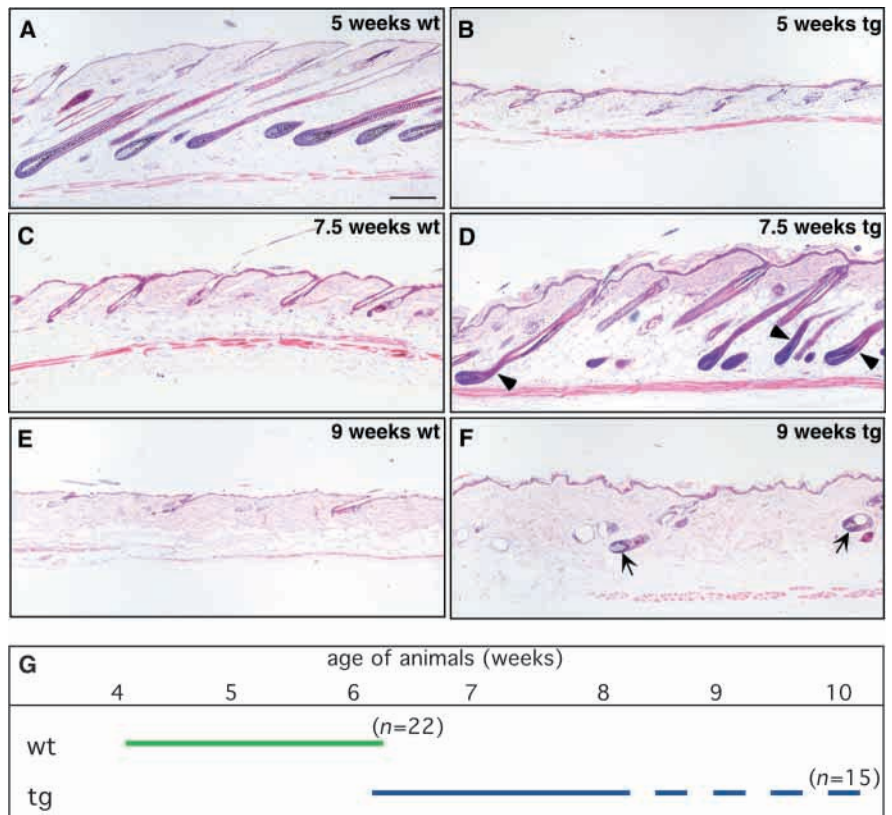 A 5 weeks wt
B 5 weeks tg
C 7.5 weeks wt
D 7.5 weeks tg
E 9 weeks wt
F 9 weeks tg
G age of animals (weeks)
4 5 6 7 8 9 10
wt (n=22)
tg (n=15)